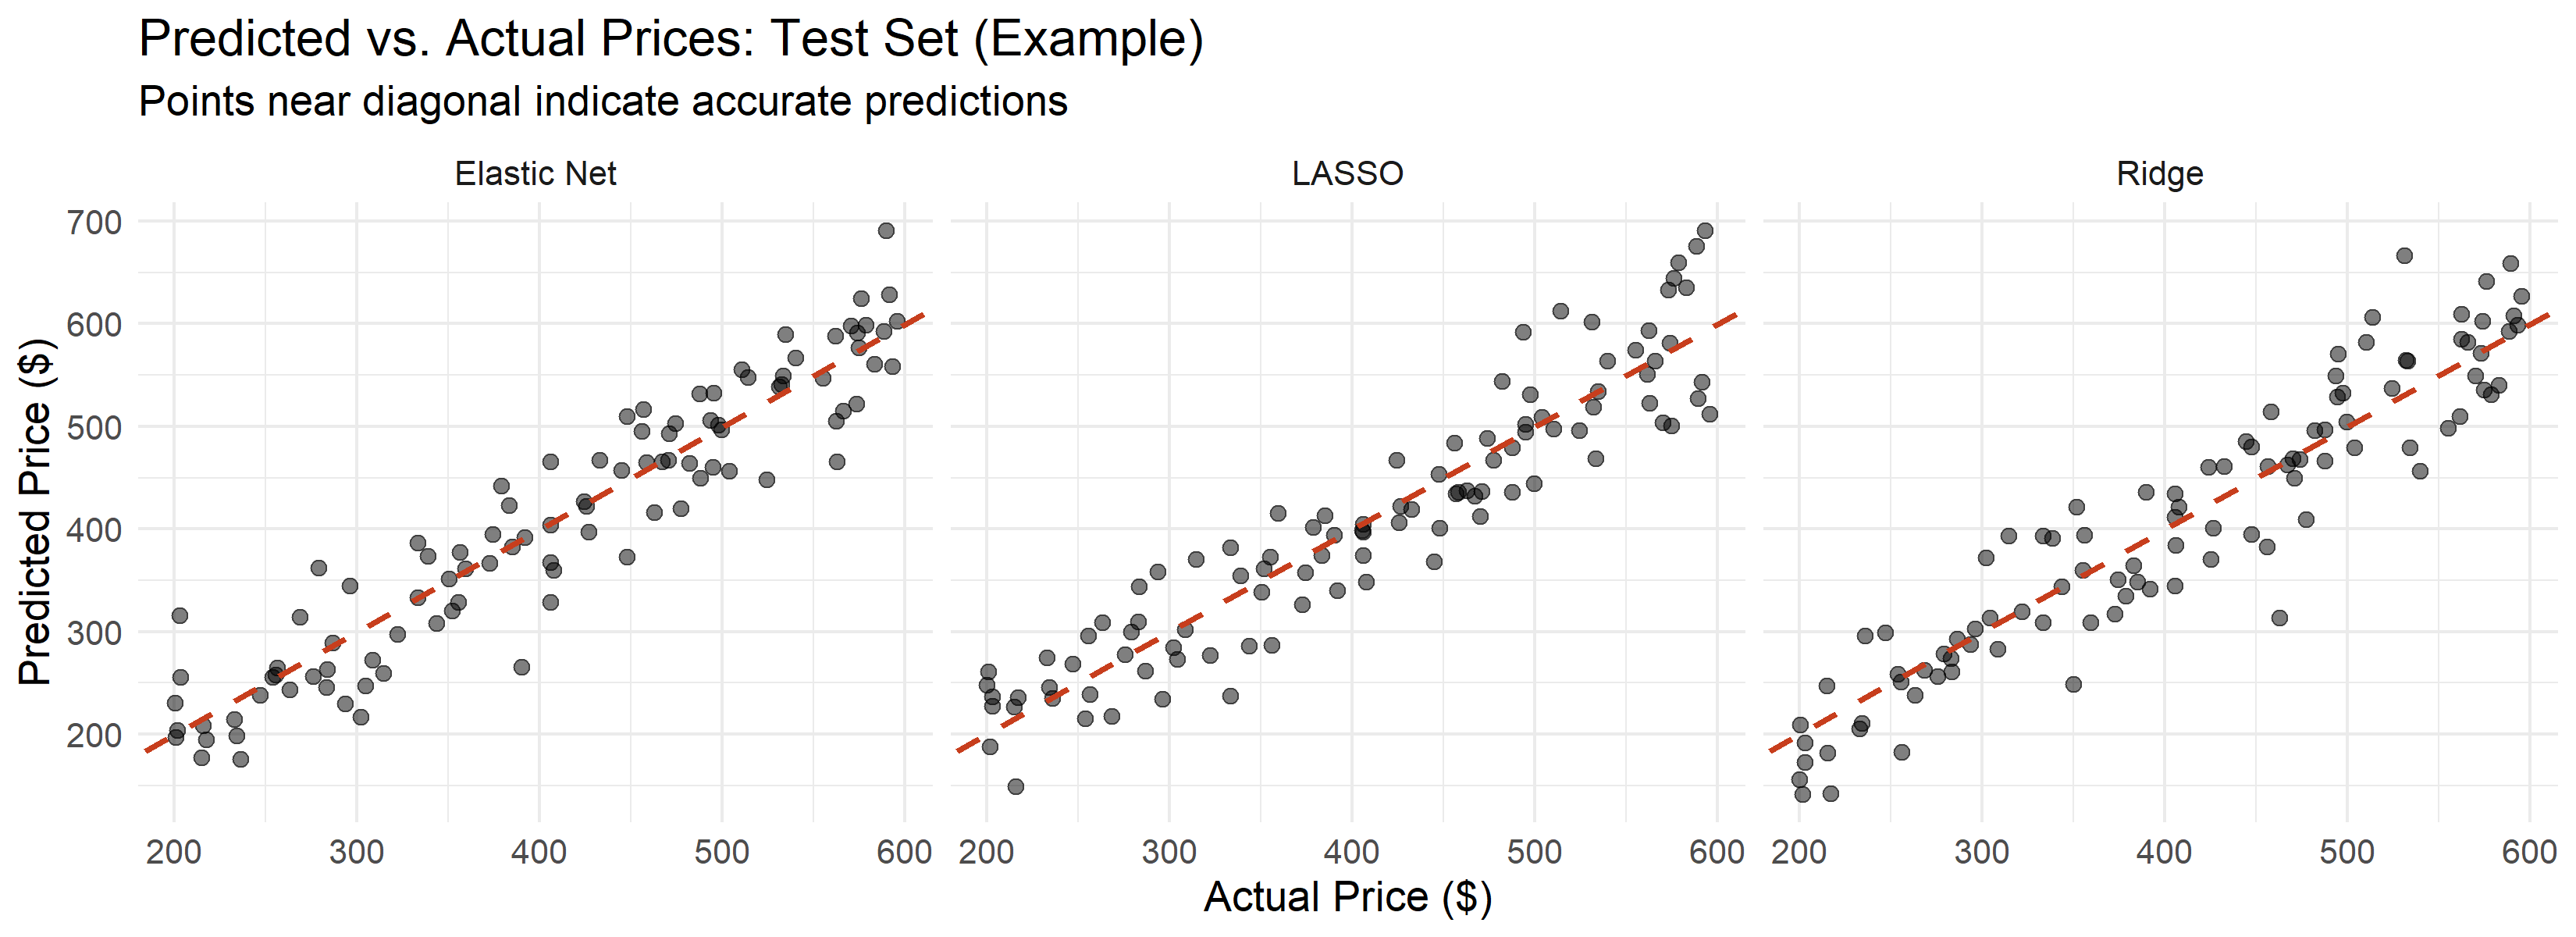 Predicted vs. Actual Prices: Test Set (Example)
Points near diagonal indicate accurate predictions
Elastic Net
LASSO
Ridge
Predicted Price ($)
700
600
500
400
300
200
200 300 400 500 600
200 300 400 500 600
200 300 400 500 600
Actual Price ($)